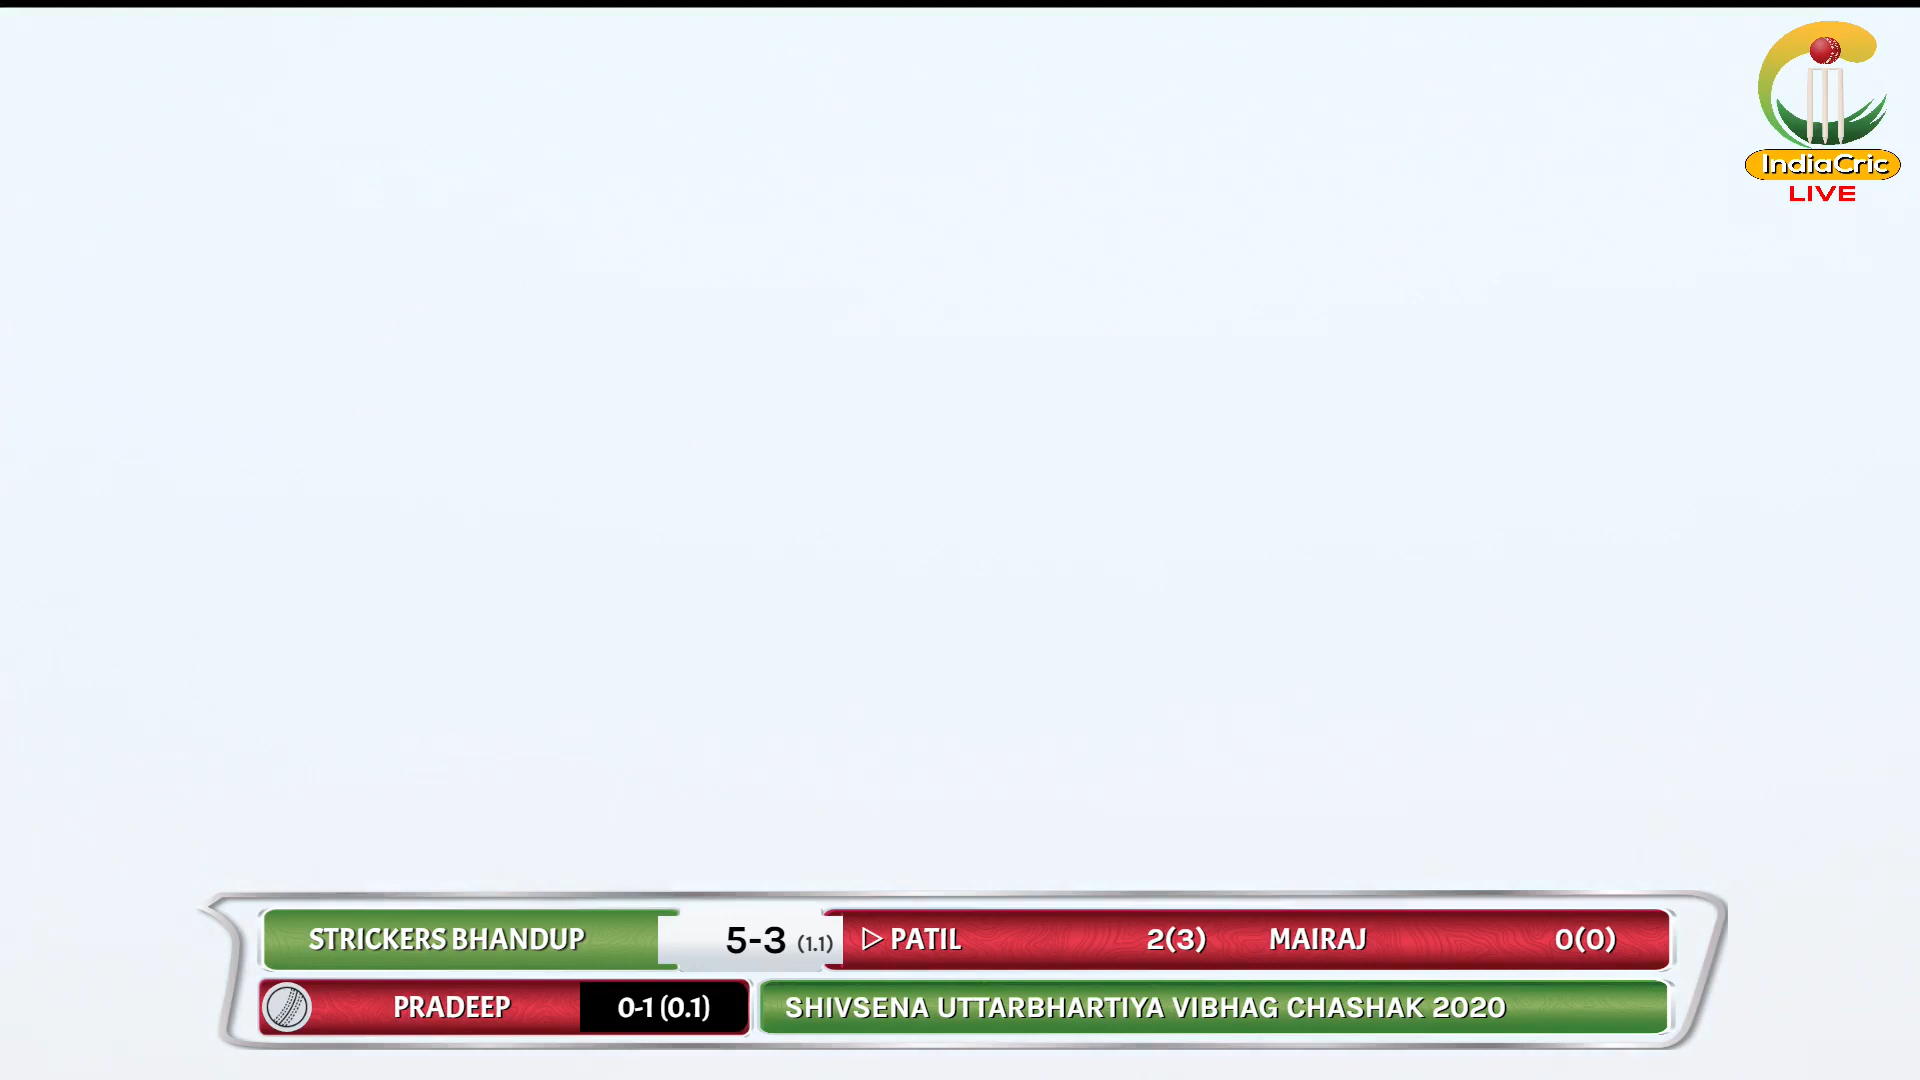 IndiaCric
LIVE
STRICKERS BHANDUP 5-3 (1.1) PATIL 2(3) MAIRAJ 0(0)
PRADEEP 0-1 (0.1) SHIVSENA UTTARBHARTIYA VIBHAG CHASHAK 2020